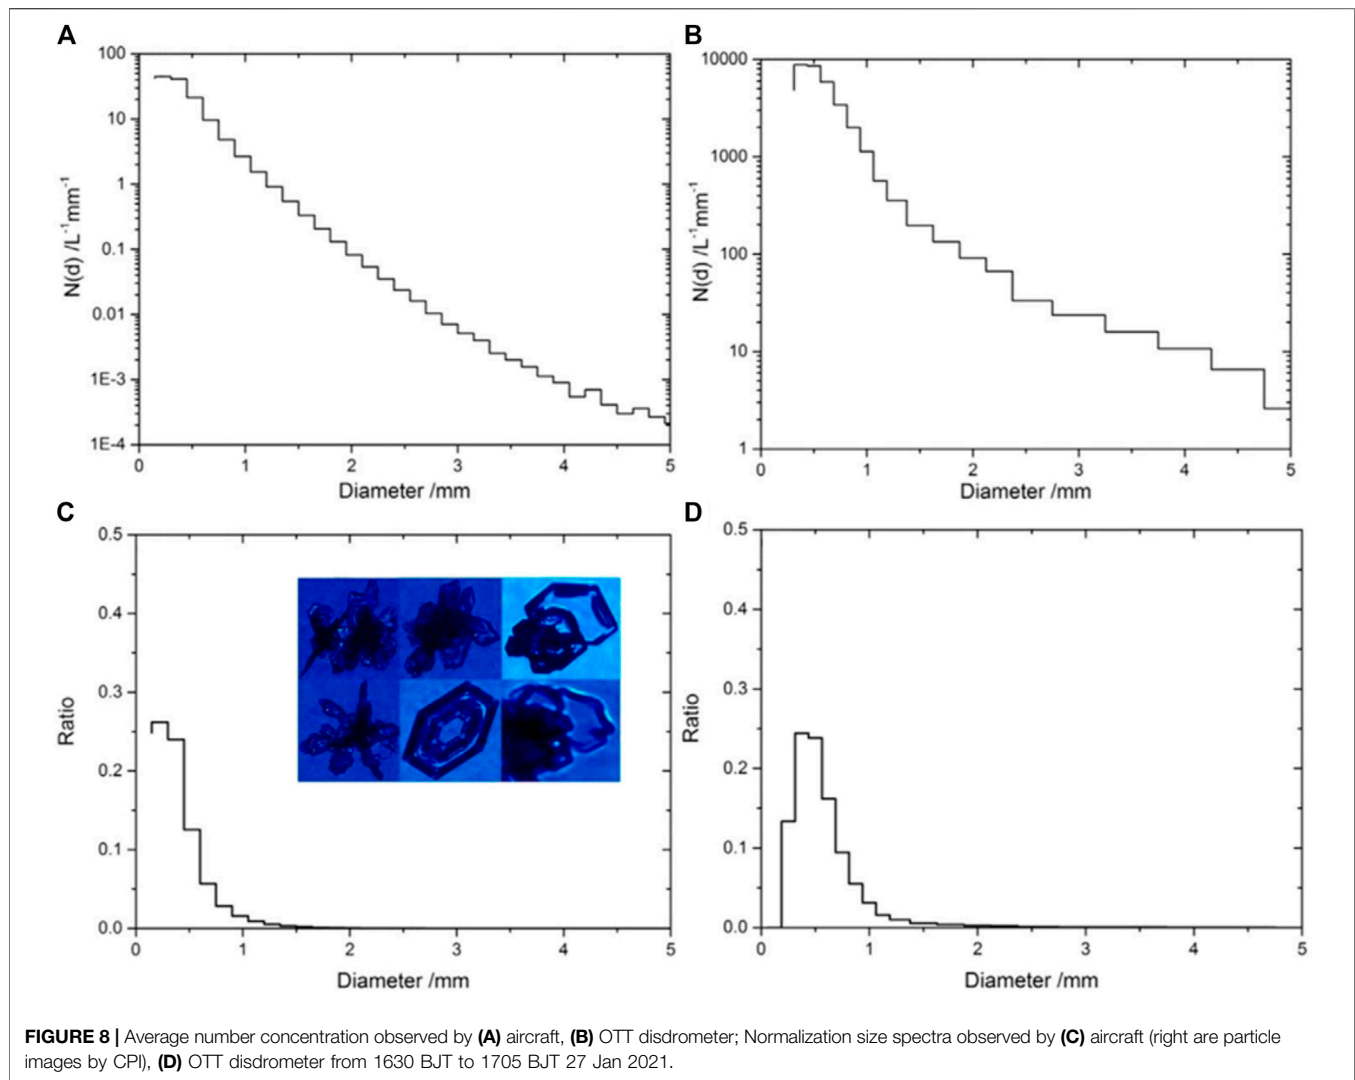 A
100
10
1
0.1
0.01
1E-3
1E-4
N(d) /L⁻¹mm⁻¹
0 1 2 3 4 5
Diameter /mm
B
10000
1000
100
10
1
N(d) /L⁻¹mm⁻¹
0 1 2 3 4 5
Diameter /mm
C
0.5
0.4
0.3
0.2
0.1
0.0
Ratio
0 1 2 3 4 5
Diameter /mm
D
0.5
0.4
0.3
0.2
0.1
0.0
Ratio
0 1 2 3 4 5
Diameter /mm
FIGURE 8 | Average number concentration observed by (A) aircraft, (B) OTT disdrometer; Normalization size spectra observed by (C) aircraft (right are particle
images by CPI), (D) OTT disdrometer from 1630 BJT to 1705 BJT 27 Jan 2021.